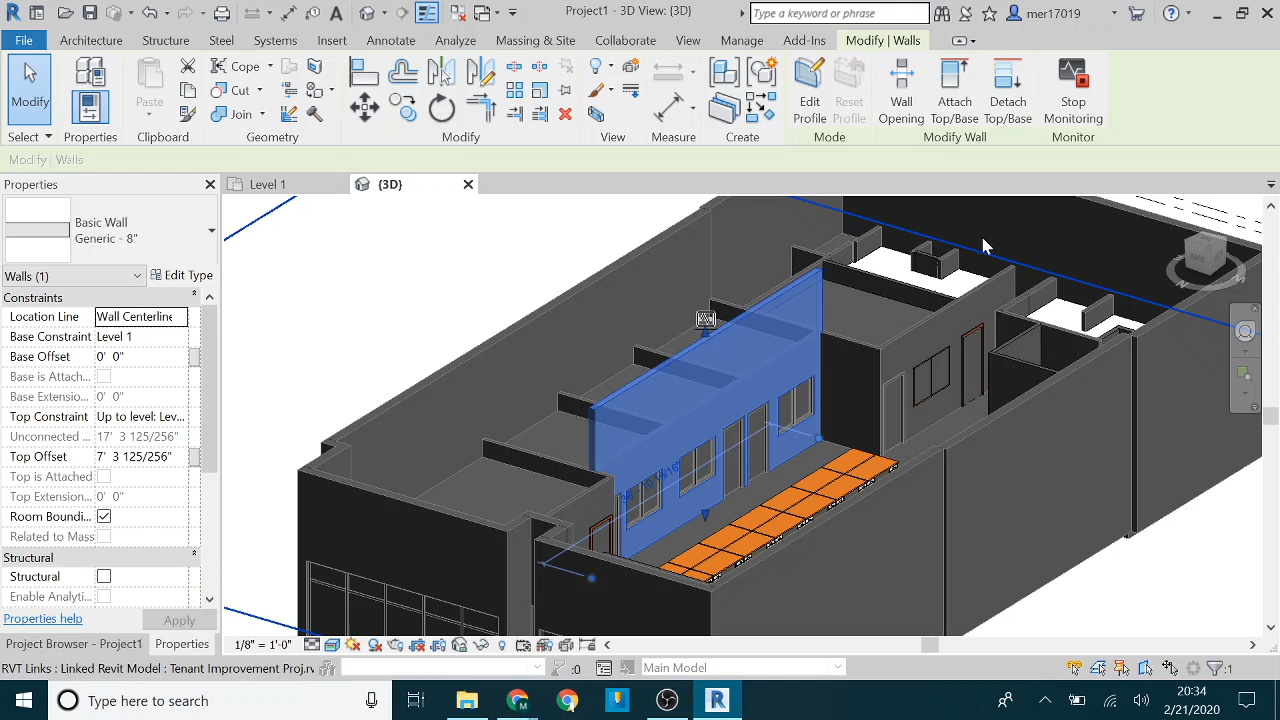 Project1 - 3D View: {3D}
Type a keyword or phrase
mer17019
File Architecture Structure Steel Systems Insert Annotate Analyze Massing & Site Collaborate View Manage Add-Ins Modify | Walls
Modify
Properties
Paste
Cope
Cut
Join
Edit Profile
Reset Profile
Wall Opening
Attach Top/Base
Detach Top/Base
Stop Monitoring
Select Properties Clipboard Geometry Modify View Measure Create Mode Modify Wall Monitor
Modify | Walls
Properties
Level 1
{3D}
Basic Wall
Generic - 8"
Walls (1)
Edit Type
Constraints
Location Line Wall Centerline
Base Constraint Level 1
Base Offset 0' 0"
Base is Attach...
Base Extensio... 0' 0"
Top Constraint Up to level: Lev...
Unconnected ... 17' 3 125/256"
Top Offset 7' 3 125/256"
Top is Attached
Top Extension... 0' 0"
Room Boundi...
Related to Mass
Structural
Structural
Enable Analyti...
Properties help
Apply
Project Browser - Project1 Properties
1/8" = 1'-0"
RVT Links : Linked Revit Model : Tenant Improvement Proj.rv
:0
Main Model
:1
Type here to search
20:34
2/21/2020